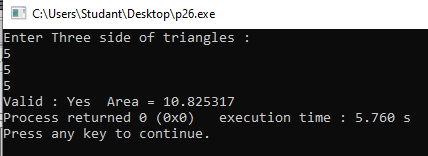 C:\Users\Studant\Desktop\p26.exe
Enter Three side of triangles :
5
5
5
Valid : Yes  Area = 10.825317
Process returned 0 (0x0)   execution time : 5.760 s
Press any key to continue.